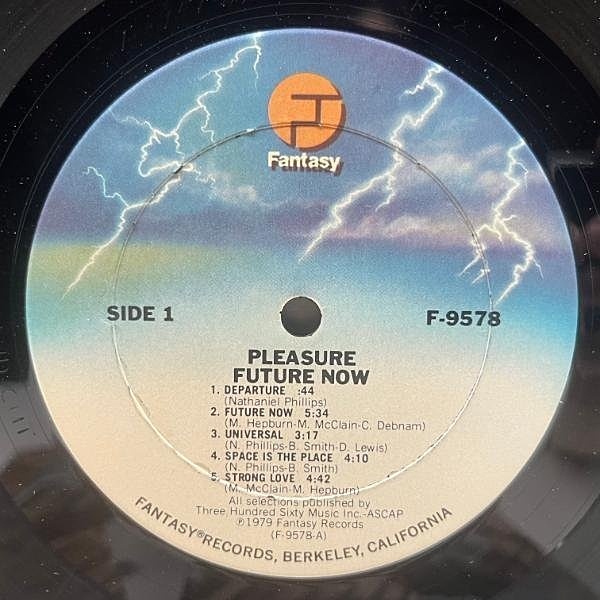 Fantasy
SIDE 1
F-9578
PLEASURE
FUTURE NOW
1. DEPARTURE :44
(Nathaniel Phillips)
2. FUTURE NOW 5:34
(M. Hepburn-M. McClain-C. Debnam)
3. UNIVERSAL 3:17
(N. Phillips-B. Smith-D. Lewis)
4. SPACE IS THE PLACE 4:10
(N. Phillips-B. Smith)
5. STRONG LOVE 4:42
(M. McClain-M. Hepburn)
All selections published by
Three Hundred Sixty Music Inc.-ASCAP
℗1979 Fantasy Records
(F-9578-A)
FANTASY® RECORDS, BERKELEY, CALIFORNIA